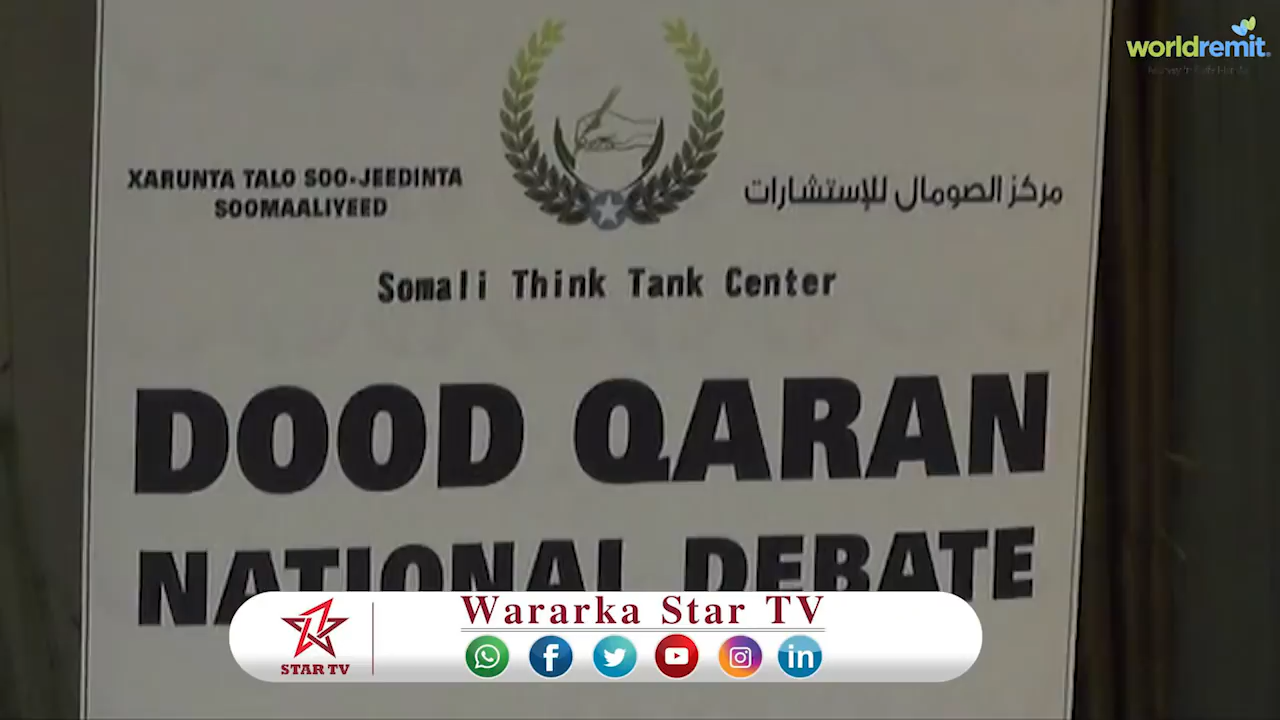 worldremit
XARUNTA TALO SOO-JEEDINTA
SOOMAALIYEED
مركز الصومال للإستشارات
Somali Think Tank Center
DOOD QARAN
NATIONAL DEBATE
Wararka Star TV
STAR TV